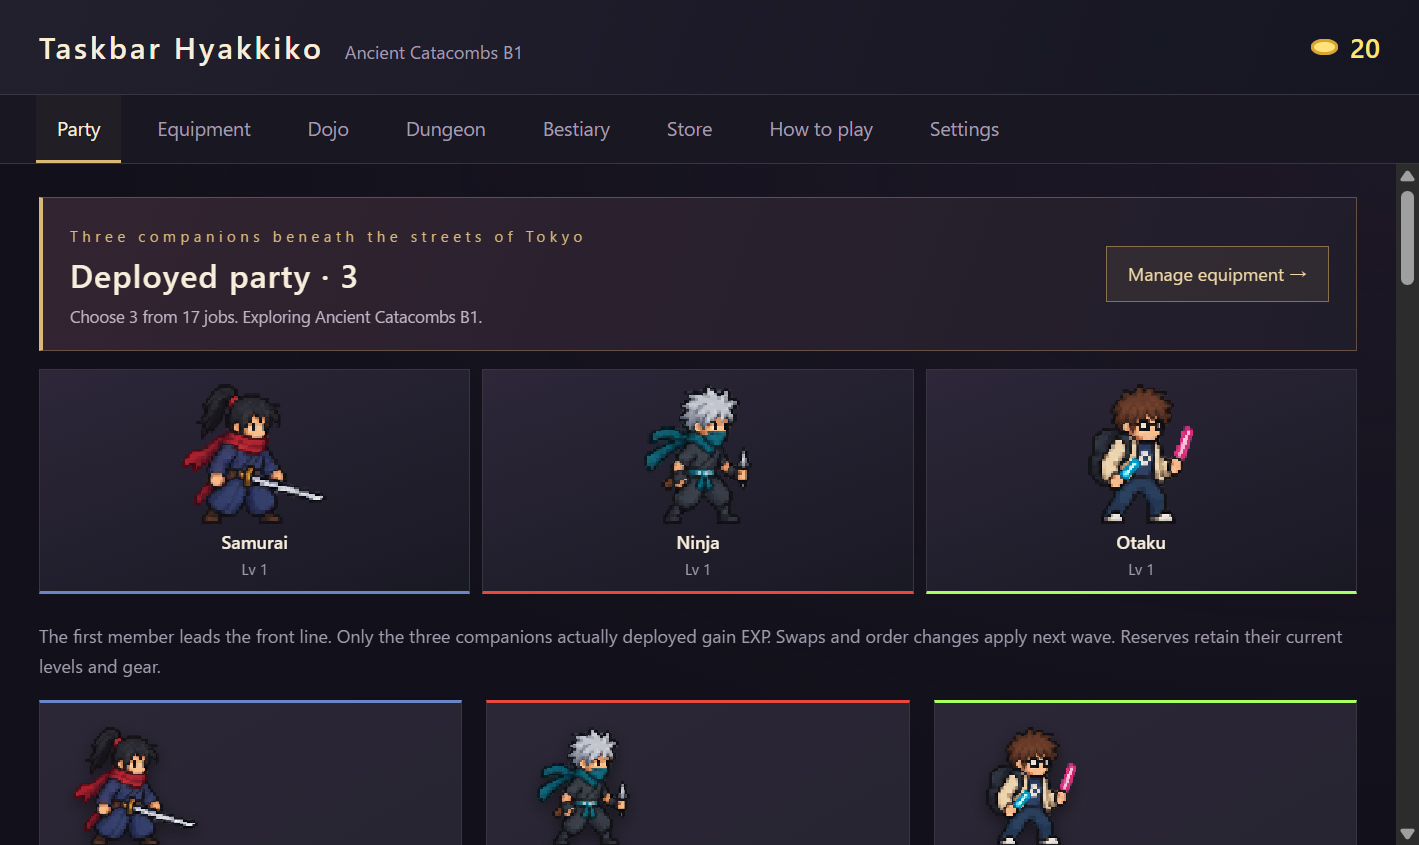 Taskbar Hyakkiko
Ancient Catacombs B1
20
Party
Equipment
Dojo
Dungeon
Bestiary
Store
How to play
Settings
Three companions beneath the streets of Tokyo
Deployed party · 3
Choose 3 from 17 jobs. Exploring Ancient Catacombs B1.
Manage equipment →
Samurai
Lv 1
Ninja
Lv 1
Otaku
Lv 1
The first member leads the front line. Only the three companions actually deployed gain EXP. Swaps and order changes apply next wave. Reserves retain their current
levels and gear.